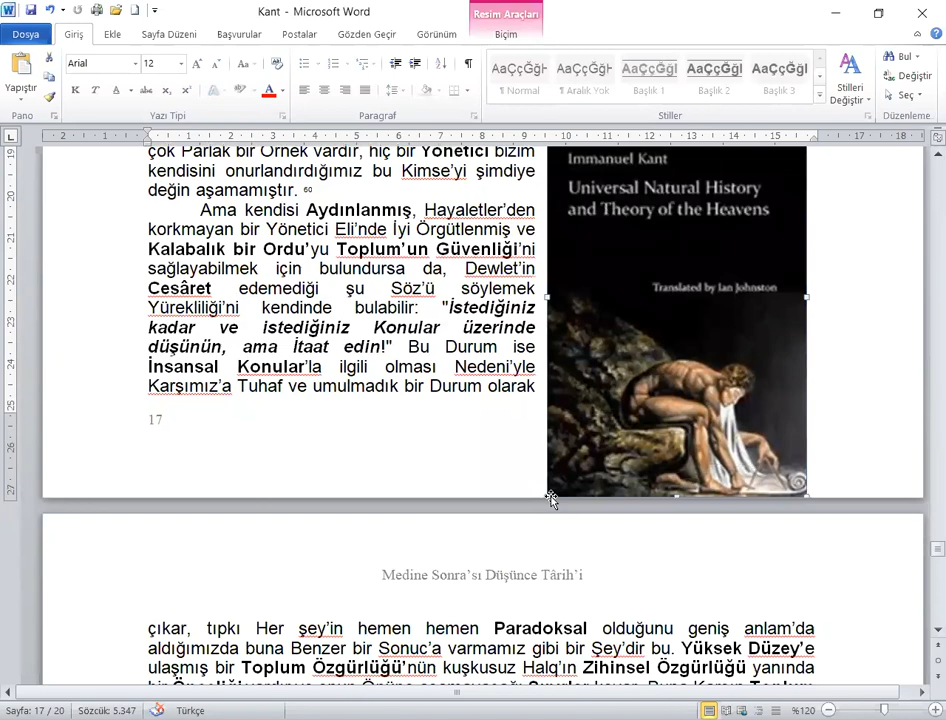 Kant - Microsoft Word
Resim Araçları
Dosya
Giriş
Ekle
Sayfa Düzeni
Başvurular
Postalar
Gözden Geçir
Görünüm
Biçim
Yapıştır
Pano
Arial
12
Yazı Tipi
Paragraf
AaÇçĞğH
¶ Normal
AaÇçĞğH
¶ Aralık Yok
AaÇçĞğl
Başlık 1
AaÇçĞğl
Başlık 2
AaÇçĞğl
Başlık 3
Stilleri Değiştir
Stiller
Bul
Değiştir
Seç
Düzenleme
çok Parlak bir Örnek vardır, hiç bir Yönetici bizim
kendisini onurlandırdığımız bu Kimse’yi şimdiye
değin aşamamıştır. 60
Ama kendisi Aydınlanmış, Hayaletler’den
korkmayan bir Yönetici Eli’nde İyi Örgütlenmiş ve
Kalabalık bir Ordu’yu Toplum’un Güvenliği’ni
sağlayabilmek için bulundursa da, Dewlet’in
Cesâret edemediği şu Söz’ü söylemek
Yürekliliği’ni kendinde bulabilir: "İstediğiniz
kadar ve istediğiniz Konular üzerinde
düşünün, ama İtaat edin!" Bu Durum ise
İnsansal Konular’la ilgili olması Nedeni’yle
Karşımız’a Tuhaf ve umulmadık bir Durum olarak
17
Immanuel Kant
Universal Natural History
and Theory of the Heavens
Translated by Ian Johnston
Medine Sonra’sı Düşünce Târih’i
çıkar, tıpkı Her şey’in hemen hemen Paradoksal olduğunu geniş anlam’da
aldığımızda buna Benzer bir Sonuc’a varmamız gibi bir Şey’dir bu. Yüksek Düzey’e
ulaşmış bir Toplum Özgürlüğü’nün kuşkusuz Halq’ın Zihinsel Özgürlüğü yanında
Sayfa: 17 / 20
Sözcük: 5.347
Türkçe
%120